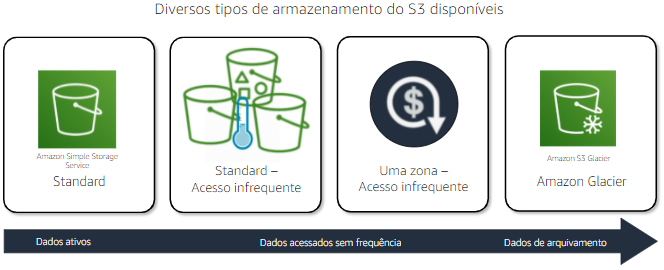 Diversos tipos de armazenamento do S3 disponíveis
Amazon Simple Storage
Service
Standard
Standard –
Acesso infrequente
$
Uma zona –
Acesso infrequente
Amazon S3 Glacier
Amazon Glacier
Dados ativos
Dados acessados sem frequência
Dados de arquivamento